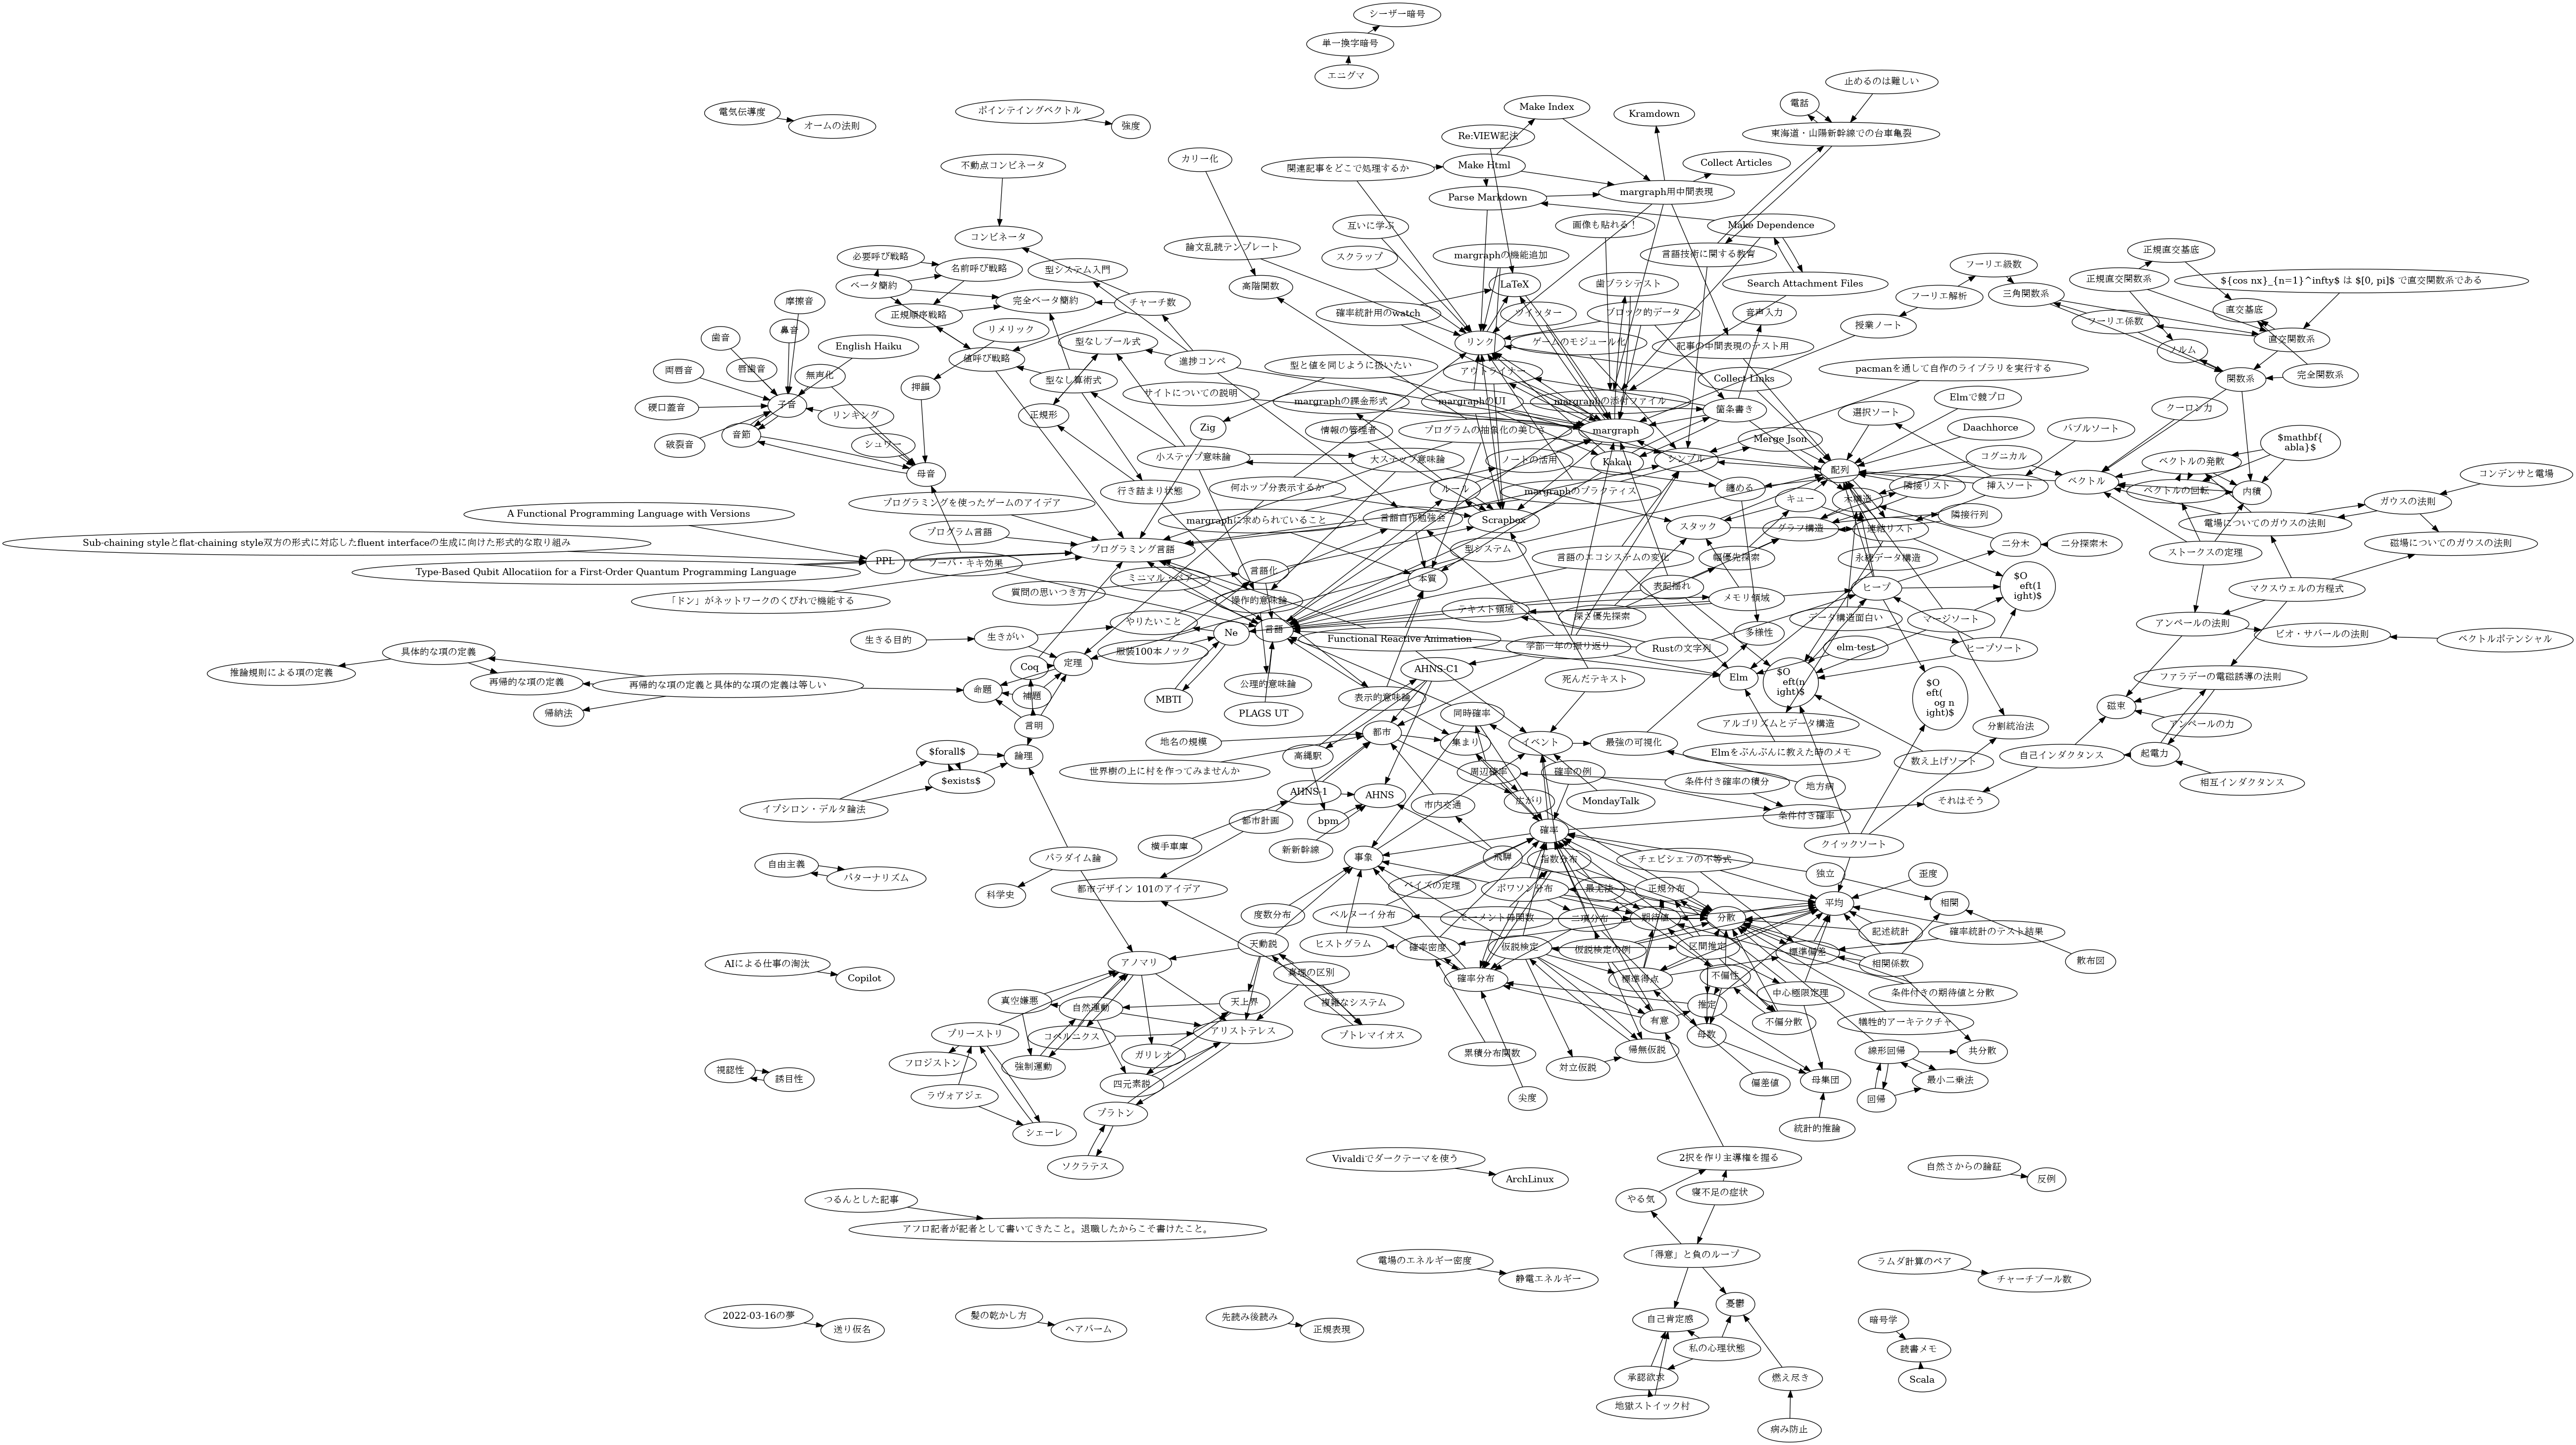 シーザー暗号
単一換字暗号
エニグマ
止めるのは難しい
電気伝導度
オームの法則
ポインテイングベクトル
強度
Make Index
Kramdown
電話
東海道・山陽新幹線での台車亀裂
Re:VIEW記法
不動点コンビネータ
カリー化
関連記事をどこで処理するか
Make Html
Collect Articles
margraph用中間表現
Parse Markdown
互いに学ぶ
画像も貼れる！
Make Dependence
コンビネータ
論文乱読テンプレート
スクラップ
margraphの機能追加
言語技術に関する教育
正規直交基底
必要呼び戦略
名前呼び戦略
型システム入門
高階関数
LaTeX
歯ブラシテスト
Search Attachment Files
フーリエ級数
正規直交関数系
${cos nx}_{n=1}^infty$ は $[0, pi]$ で直交関数系である
ベータ簡約
完全ベータ簡約
チャーチ数
確率統計用のwatch
ツイッター
ブロック的データ
音声入力
フーリエ解析
三角関数系
直交基底
摩擦音
正規順序戦略
リメリック
型なしブール式
リンク
ゲームのモジュール化
記事の中間表現のテスト用
授業ノート
フーリエ係数
直交関数系
鼻音
歯音
English Haiku
値呼び戦略
進捗コンペ
型と値を同じように扱いたい
アウトライナー
ノルム
両唇音
唇歯音
無声化
押韻
型なし算術式
サイトについての説明
margraphの課金形式
margraphのUI
margraphの添付ファイル
Collect Links
pacmanを通して自作のライブラリを実行する
関数系
完全関数系
硬口蓋音
子音
リンキング
正規形
Zig
情報の管理者
プログラムの抽象化の美しさ
margraph
箇条書き
選択ソート
Elmで競プロ
クーロン力
破裂音
音節
シュワー
母音
小ステップ意味論
大ステップ意味論
ノートの活用
Kakau
シンプル
Merge Json
配列
Daachhorce
コグニカル
バブルソート
ベクトルの発散
$mathbf{
abla}$
行き詰まり状態
何ホップ分表示するか
ルール
margraphのプラクティス
纏める
キュー
木構造
隣接リスト
挿入ソート
ベクトル
ベクトルの回転
内積
コンデンサと電場
プログラミングを使ったゲームのアイデア
A Functional Programming Language with Versions
margraphに求められていること
言語自作勉強会
Scrapbox
スタック
グラフ構造
連結リスト
隣接行列
電場についてのガウスの法則
ガウスの法則
プログラム言語
Sub-chaining styleとflat-chaining style双方の形式に対応したfluent interfaceの生成に向けた形式的な取り組み
プログラミング言語
型システム
言語のエコシステムの変化
幅優先探索
永続データ構造
二分木
二分探索木
ストークスの定理
磁場についてのガウスの法則
PPL
ブーバ・キキ効果
Type-Based Qubit Allocatiion for a First-Order Quantum Programming Language
ミニマル・ペア
言語化
本質
表記揺れ
ヒープ
$O
eft(1
ight)$
マクスウェルの方程式
「ドン」がネットワークのくびれで機能する
質問の思いつき方
操作的意味論
テキスト領域
深さ優先探索
メモリ領域
データ構造面白い
マージソート
アンペールの法則
ビオ・サバールの法則
ベクトルポテンシャル
生きる目的
生きがい
やりたいこと
Ne
言語
Functional Reactive Animation
学部一年の振り返り
多様性
Rustの文字列
elm-test
ヒープソート
具体的な項の定義
推論規則による項の定義
再帰的な項の定義
再帰的な項の定義と具体的な項の定義は等しい
帰納法
Coq
定理
服装100本ノック
命題
補題
MBTI
公理的意味論
PLAGS UT
表示的意味論
AHNS-C1
死んだテキスト
Elm
$O
eft(n
ight)$
$O
eft(
og n
ight)$
ファラデーの電磁誘導の法則
磁束
アルゴリズムとデータ構造
分割統治法
アンペールの力
言明
地名の規模
都市
同時確率
集まり
イベント
最強の可視化
Elmをぶんぶんに教えた時のメモ
自己インダクタンス
起電力
$forall$
論理
$exists$
世界樹の上に村を作ってみませんか
高縄駅
周辺確率
確率の例
条件付き確率の積分
地方病
数え上げソート
相互インダクタンス
イプシロン・デルタ論法
AHNS-1
AHNS
市内交通
広がり
MondayTalk
条件付き確率
それはそう
都市計画
bpm
確率
クイックソート
横手車庫
新新幹線
事象
飛騨
指数分布
チェビシェフの不等式
自由主義
パターナリズム
パラダイム論
科学史
都市デザイン 101のアイデア
ベイズの定理
ポワソン分布
最尤法
正規分布
独立
歪度
度数分布
ベルヌーイ分布
モーメント母関数
二項分布
期待値
分散
平均
相関
ヒストグラム
天動説
確率密度
仮説検定
仮説検定の例
区間推定
標準偏差
記述統計
確率統計のテスト結果
AIによる仕事の淘汰
Copilot
アノマリ
真理の区別
確率分布
標準得点
不偏性
相関係数
散布図
真空嫌悪
自然運動
天上界
複雑なシステム
推定
中心極限定理
条件付きの期待値と分散
プリーストリ
コペルニクス
アリストテレス
プトレマイオス
有意
母数
不偏分散
犠牲的アーキテクチャ
フロジストン
強制運動
ガリレオ
累積分布関数
帰無仮説
線形回帰
共分散
視認性
誘目性
四元素説
対立仮説
偏差値
母集団
最小二乗法
ラヴォアジェ
プラトン
尖度
回帰
シェーレ
統計的推論
ソクラテス
Vivaldiでダークテーマを使う
ArchLinux
2択を作り主導権を握る
自然さからの論証
反例
つるんとした記事
やる気
寝不足の症状
アフロ記者が記者として書いてきたこと。退職したからこそ書けたこと。
電場のエネルギー密度
静電エネルギー
「得意」と負のループ
ラムダ計算のペア
チャーチブール数
2022-03-16の夢
送り仮名
髪の乾かし方
ヘアバーム
先読み後読み
正規表現
憂鬱
自己肯定感
私の心理状態
暗号学
読書メモ
承認欲求
燃え尽き
Scala
地獄ストイック村
病み防止